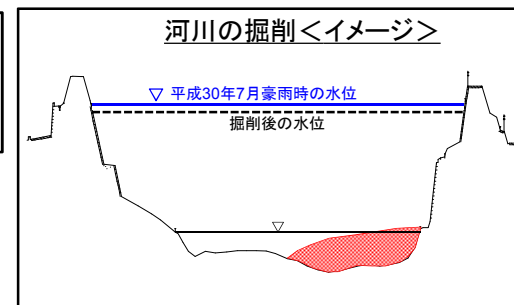 河川の掘削<イメージ>
▽ 平成30年7月豪雨時の水位
掘削後の水位
▽